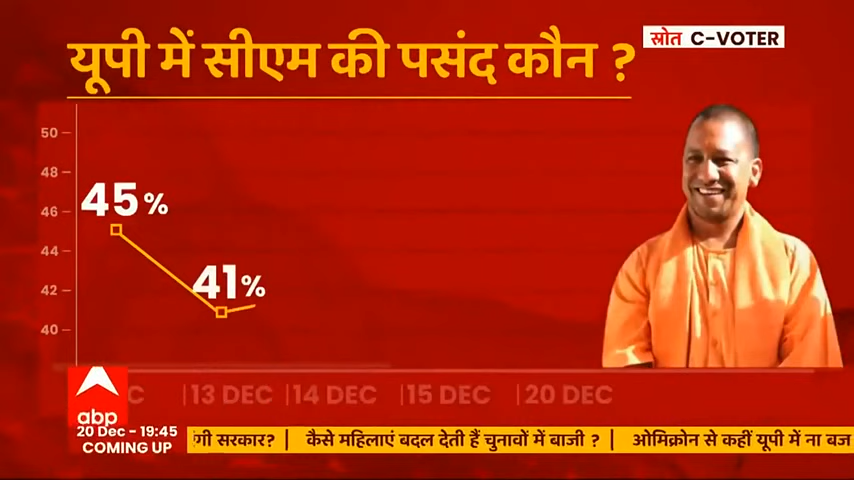 यूपी में सीएम की पसंद कौन ?
स्रोत C-VOTER
50
48
46
44
42
40
45 %
41%
C |13 DEC |14 DEC |15 DEC |20 DEC
abp
20 Dec - 19:45
COMING UP
गी सरकार? | कैसे महिलाएं बदल देती हैं चुनावों में बाजी ? | ओमिक्रोन से कहीं यूपी में ना बज